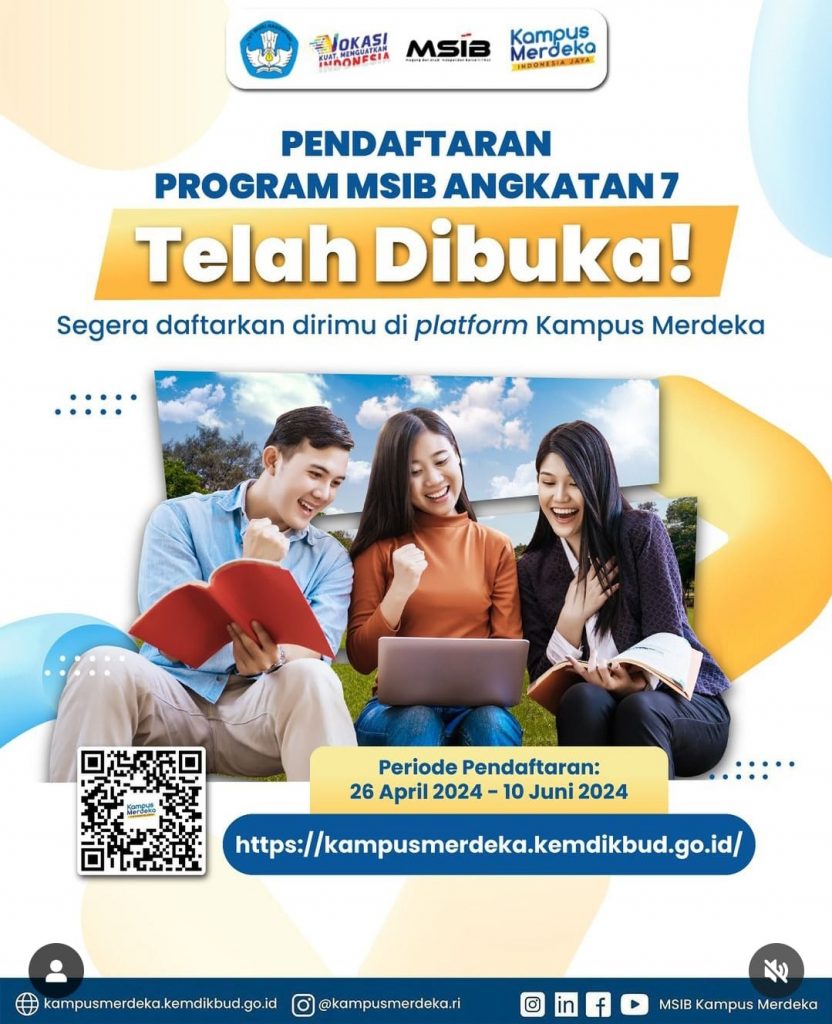 VOKASI
KUAT, MENGUATKAN
INDONESIA
MSIB
Kampus
Merdeka
INDONESIA JAYA
PENDAFTARAN
PROGRAM MSIB ANGKATAN 7
Telah Dibuka!
Segera daftarkan dirimu di platform Kampus Merdeka
Kampus
Merdeka
Periode Pendaftaran:
26 April 2024 - 10 Juni 2024
https://kampusmerdeka.kemdikbud.go.id/
kampusmerdeka.kemdikbud.go.id @kampusmerdeka.ri MSIB Kampus Merdeka